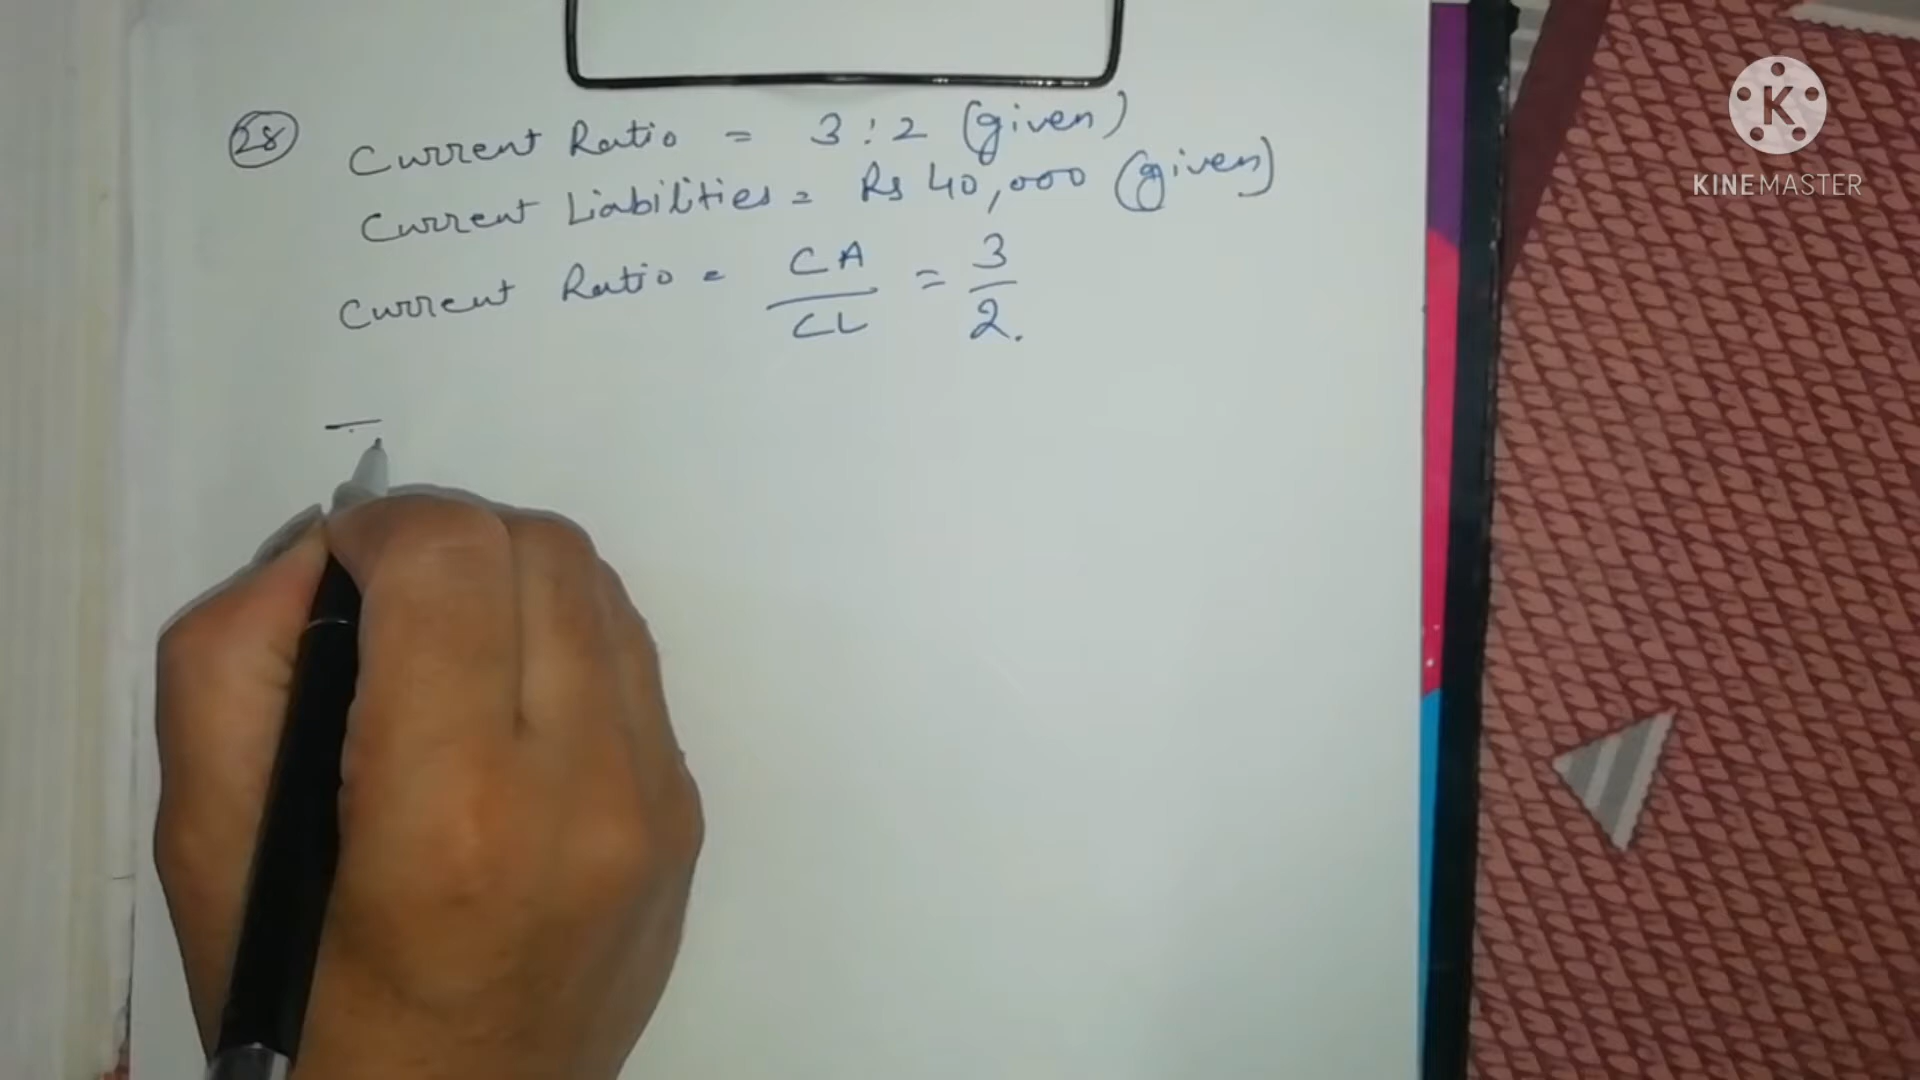 28 Current Ratio = 3:2 (given)
Current Liabilities = Rs 40,000 (given)
Current Ratio = CA/CL = 3/2.
K
KINEMASTER